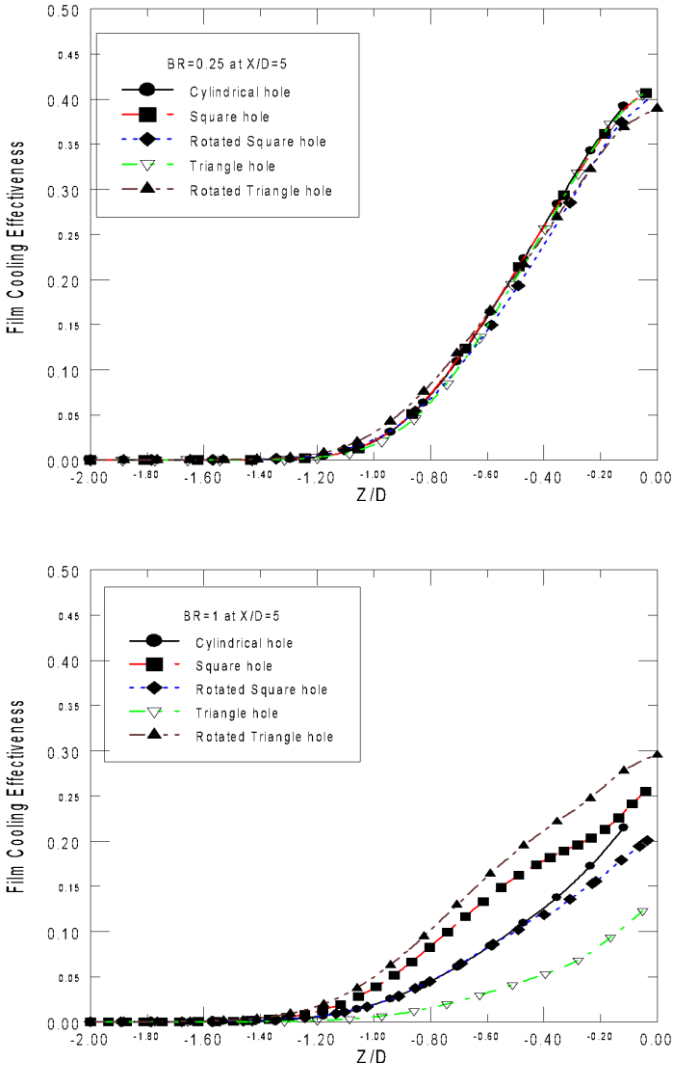 0.50
0.45
0.40
0.35
0.30
0.25
0.20
0.15
0.10
0.05
0.00
Film Cooling Effectiveness
BR=0.25 at X/D=5
Cylindrical hole
Square hole
Rotated Square hole
Triangle hole
Rotated Triangle hole
-2.00 -1.80 -1.60 -1.40 -1.20 -1.00 -0.80 -0.60 -0.40 -0.20 0.00
Z/D
0.50
0.45
0.40
0.35
0.30
0.25
0.20
0.15
0.10
0.05
0.00
Film Cooling Effectiveness
BR=1 at X/D=5
Cylindrical hole
Square hole
Rotated Square hole
Triangle hole
Rotated Triangle hole
-2.00 -1.80 -1.60 -1.40 -1.20 -1.00 -0.80 -0.60 -0.40 -0.20 0.00
Z/D